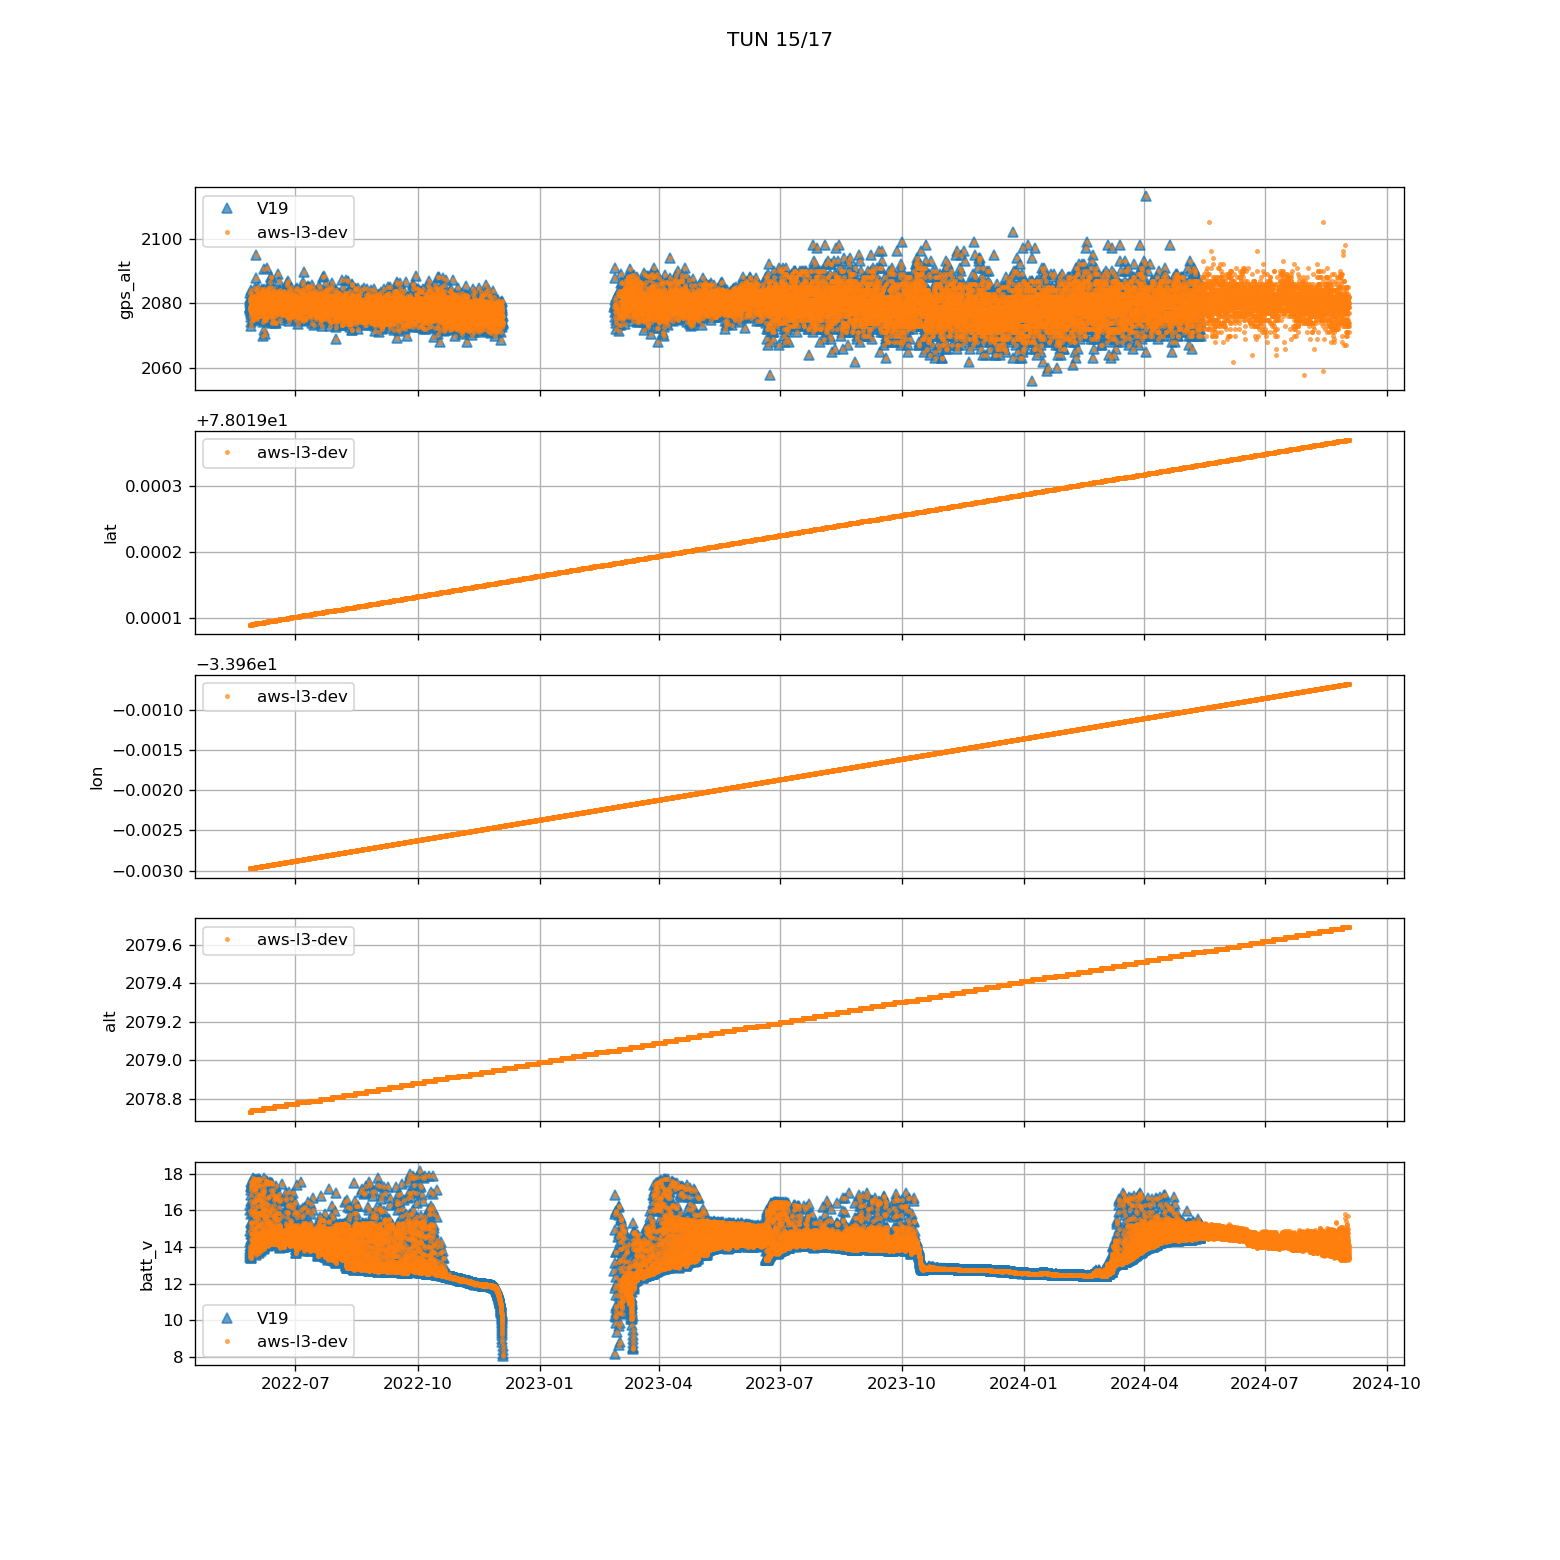 TUN 15/17
V19
aws-l3-dev
2100
2080
2060
gps_alt
+7.8019e1
aws-l3-dev
0.0003
0.0002
0.0001
lat
−3.396e1
aws-l3-dev
−0.0010
−0.0015
−0.0020
−0.0025
−0.0030
lon
aws-l3-dev
2079.6
2079.4
2079.2
2079.0
2078.8
alt
18
16
14
12
10
8
batt_v
V19
aws-l3-dev
2022-07 2022-10 2023-01 2023-04 2023-07 2023-10 2024-01 2024-04 2024-07 2024-10